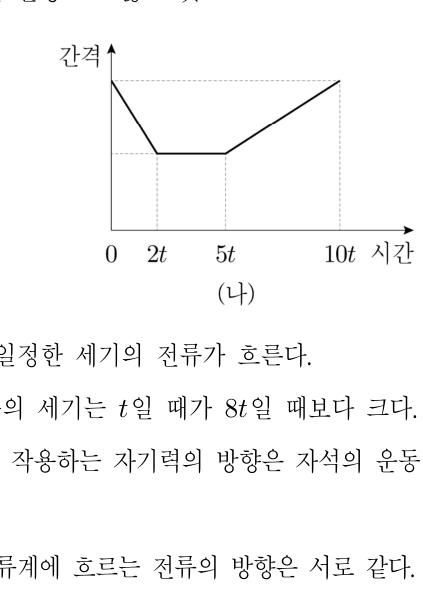 간격
0 2t 5t 10t 시간
(나)
일정한 세기의 전류가 흐른다.
의 세기는 t일 때가 8t일 때보다 크다.
작용하는 자기력의 방향은 자석의 운동
류계에 흐르는 전류의 방향은 서로 같다.